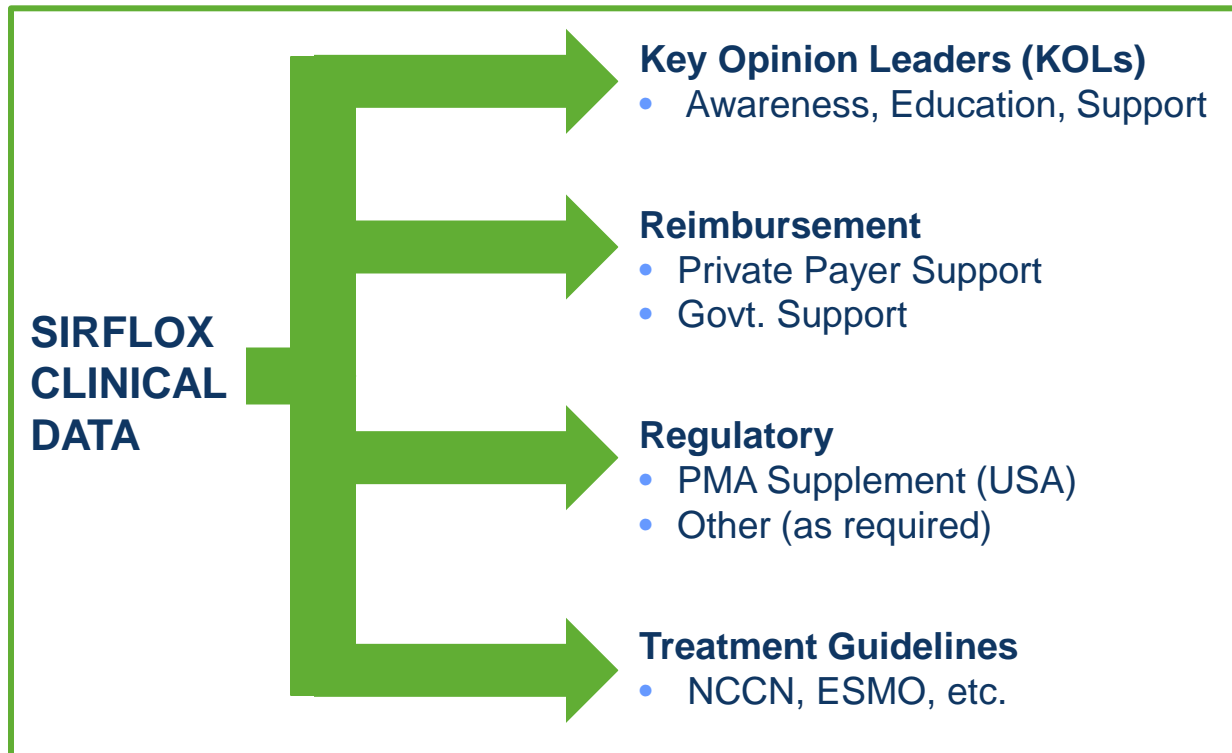 SIRFLOX
CLINICAL
DATA
Key Opinion Leaders (KOLs)
• Awareness, Education, Support
Reimbursement
• Private Payer Support
• Govt. Support
Regulatory
• PMA Supplement (USA)
• Other (as required)
Treatment Guidelines
• NCCN, ESMO, etc.